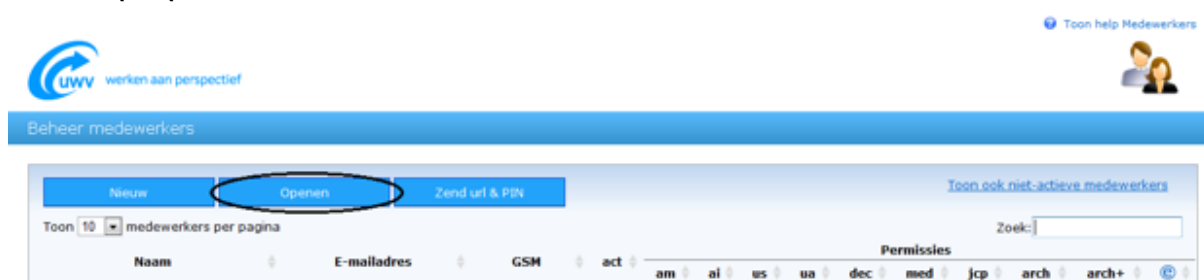 Toon help Medewerkers
UWV werken aan perspectief
Beheer medewerkers
Nieuw Openen Zend url & PIN Toon ook niet-actieve medewerkers
Toon 10 medewerkers per pagina Zoek:
Permissies
Naam E-mailadres GSM act
am ai us ua dec med jcp arch arch+ @